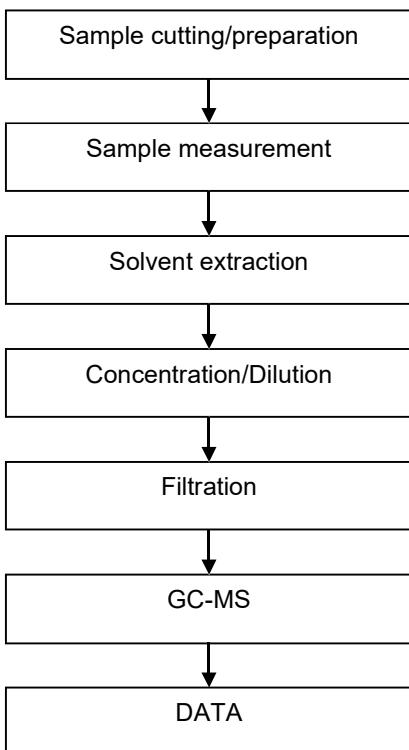 Sample cutting/preparation
Sample measurement
Solvent extraction
Concentration/Dilution
Filtration
GC-MS
DATA